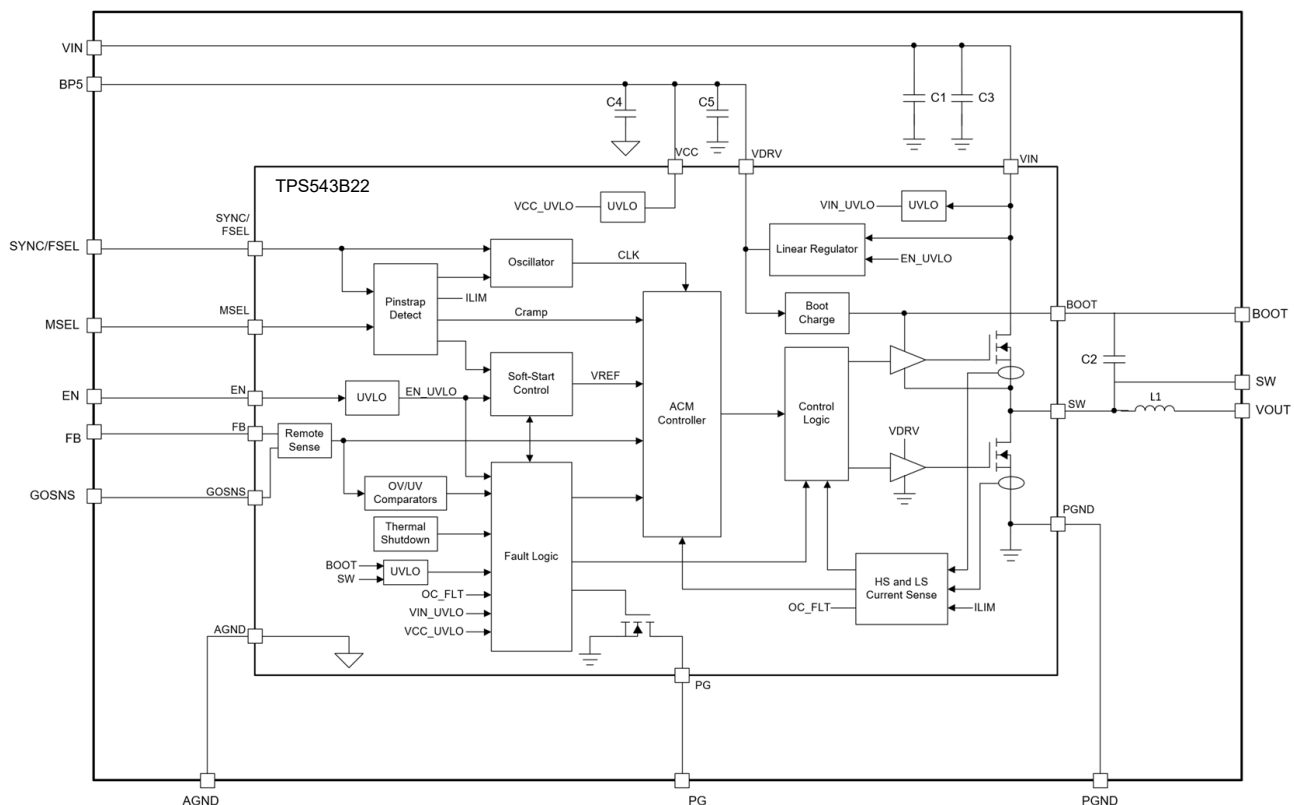 VIN
BP5
C4
C5
C1
C3
VCC
VDRV
VIN
TPS543B22
VCC_UVLO
UVLO
VIN_UVLO
UVLO
SYNC/
FSEL
SYNC/FSEL
Oscillator
CLK
Linear Regulator
EN_UVLO
Pinstrap
Detect
ILIM
MSEL
MSEL
Cramp
Boot
Charge
BOOT
BOOT
C2
Soft-Start
Control
VREF
SW
EN
EN
UVLO
EN_UVLO
ACM
Controller
Control
Logic
SW
L1
VOUT
FB
FB
Remote
Sense
VDRV
GOSNS
GOSNS
OV/UV
Comparators
PGND
Thermal
Shutdown
Fault Logic
BOOT
SW
UVLO
HS and LS
Current Sense
OC_FLT
OC_FLT
ILIM
VIN_UVLO
VCC_UVLO
AGND
PG
AGND
PG
PGND